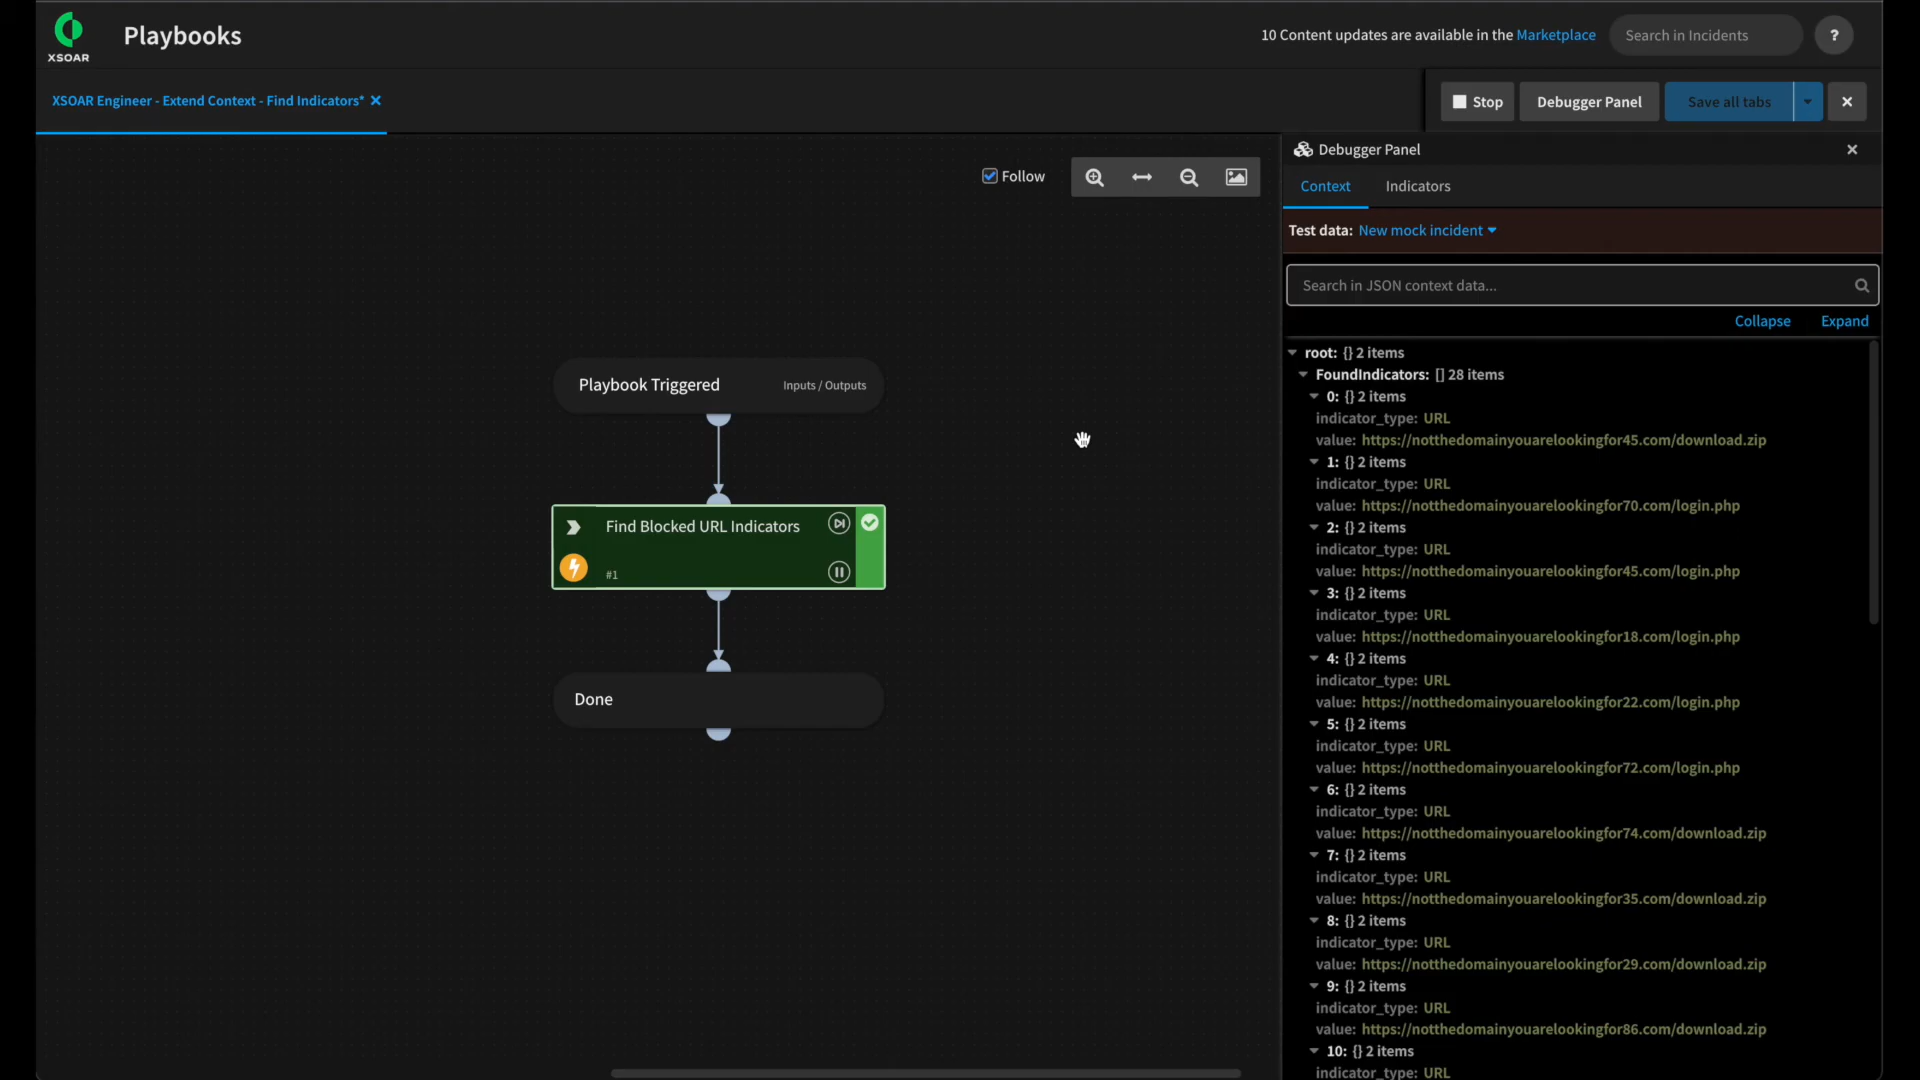 XSOAR
Playbooks
10 Content updates are available in the Marketplace
Search in Incidents
?
XSOAR Engineer - Extend Context - Find Indicators*
Stop
Debugger Panel
Save all tabs
Follow
Playbook Triggered
Inputs / Outputs
Find Blocked URL Indicators
#1
Done
Debugger Panel
Context
Indicators
Test data: New mock incident
Search in JSON context data...
Collapse
Expand
root: {} 2 items
FoundIndicators: [] 28 items
0: {} 2 items
indicator_type: URL
value: https://notthedomainyouarelookingfor45.com/download.zip
1: {} 2 items
indicator_type: URL
value: https://notthedomainyouarelookingfor70.com/login.php
2: {} 2 items
indicator_type: URL
value: https://notthedomainyouarelookingfor45.com/login.php
3: {} 2 items
indicator_type: URL
value: https://notthedomainyouarelookingfor18.com/login.php
4: {} 2 items
indicator_type: URL
value: https://notthedomainyouarelookingfor22.com/login.php
5: {} 2 items
indicator_type: URL
value: https://notthedomainyouarelookingfor72.com/login.php
6: {} 2 items
indicator_type: URL
value: https://notthedomainyouarelookingfor74.com/download.zip
7: {} 2 items
indicator_type: URL
value: https://notthedomainyouarelookingfor35.com/download.zip
8: {} 2 items
indicator_type: URL
value: https://notthedomainyouarelookingfor29.com/download.zip
9: {} 2 items
indicator_type: URL
value: https://notthedomainyouarelookingfor86.com/download.zip
10: {} 2 items
indicator_type: URL